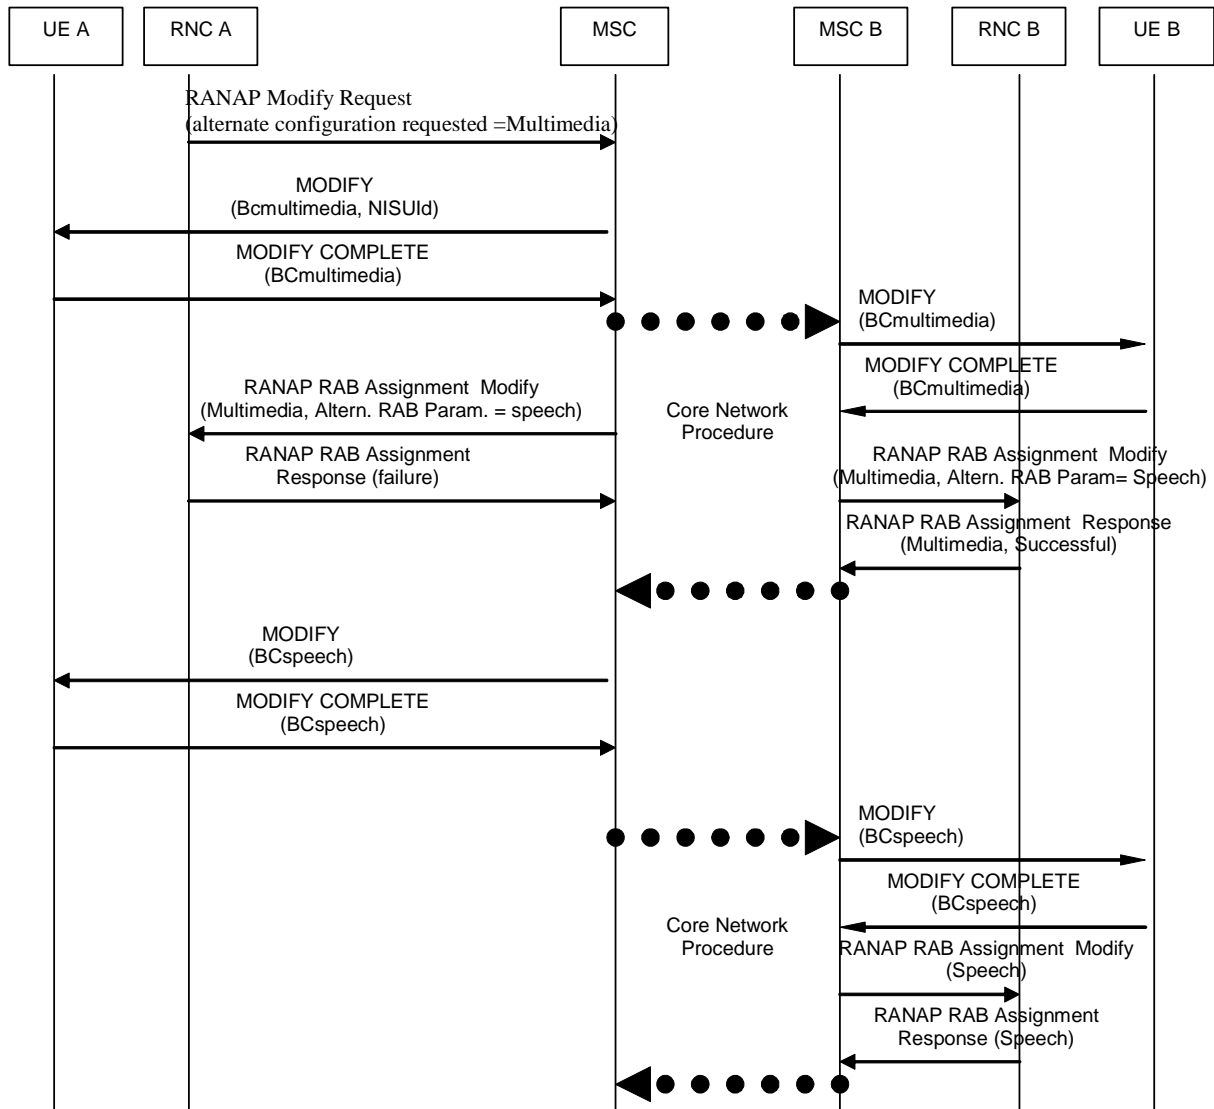 UE A
RNC A
MSC
MSC B
RNC B
UE B
RANAP Modify Request
(alternate configuration requested =Multimedia)
MODIFY
(Bcmultimedia, NISUId)
MODIFY COMPLETE
(BCmultimedia)
MODIFY
(BCmultimedia)
MODIFY COMPLETE
(BCmultimedia)
RANAP RAB Assignment Modify
(Multimedia, Altern. RAB Param. = speech)
Core Network
Procedure
RANAP RAB Assignment
Response (failure)
RANAP RAB Assignment Modify
(Multimedia, Altern. RAB Param= Speech)
RANAP RAB Assignment Response
(Multimedia, Successful)
MODIFY
(BCspeech)
MODIFY COMPLETE
(BCspeech)
MODIFY
(BCspeech)
MODIFY COMPLETE
(BCspeech)
Core Network
Procedure
RANAP RAB Assignment Modify
(Speech)
RANAP RAB Assignment
Response (Speech)